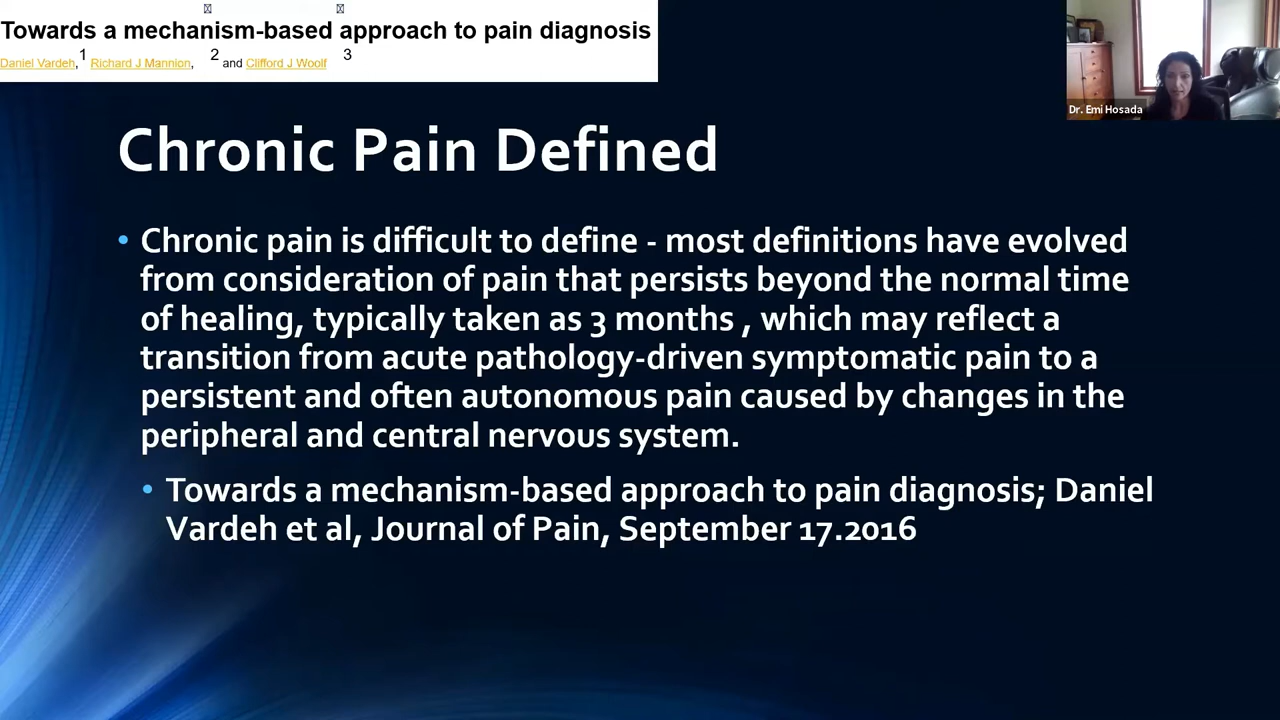 Towards a mechanism-based approach to pain diagnosis
Daniel Vardeh,1 Richard J Mannion, 2 and Clifford J Woolf 3
Dr. Emi Hosada
Chronic Pain Defined
• Chronic pain is difficult to define - most definitions have evolved
from consideration of pain that persists beyond the normal time
of healing, typically taken as 3 months , which may reflect a
transition from acute pathology-driven symptomatic pain to a
persistent and often autonomous pain caused by changes in the
peripheral and central nervous system.
• Towards a mechanism-based approach to pain diagnosis; Daniel
Vardeh et al, Journal of Pain, September 17.2016